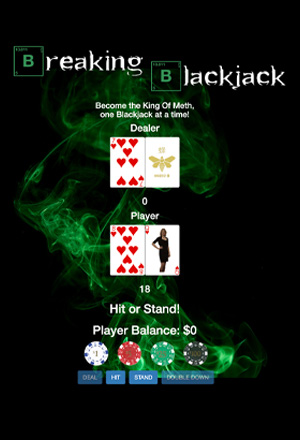 Breaking
Blackjack
Become the King Of Meth,
one Blackjack at a time!
Dealer
0
Player
18
Hit or Stand!
Player Balance: $0
DEAL HIT STAND DOUBLE DOWN